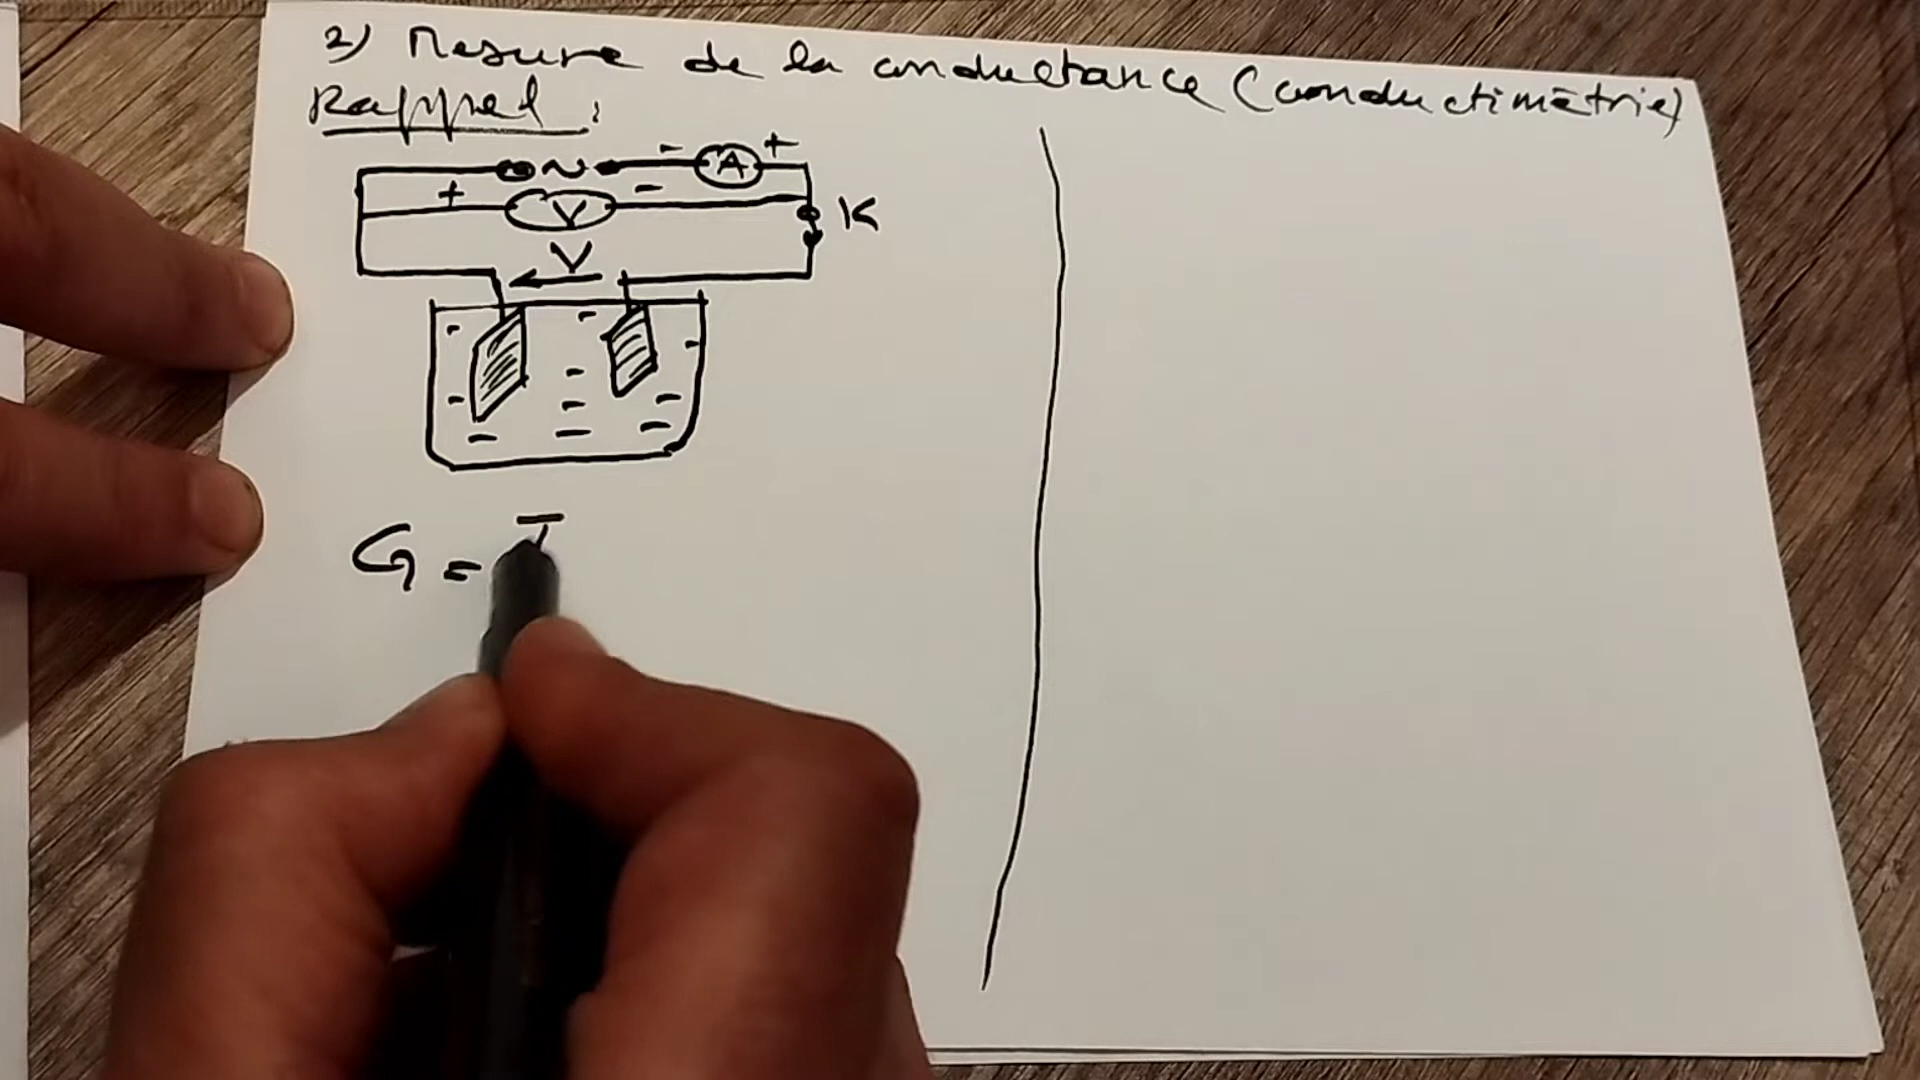 2) Mesure de la conductance (conductimétrie)
Rappel :
~ - A +
+ V - K
V
G = I